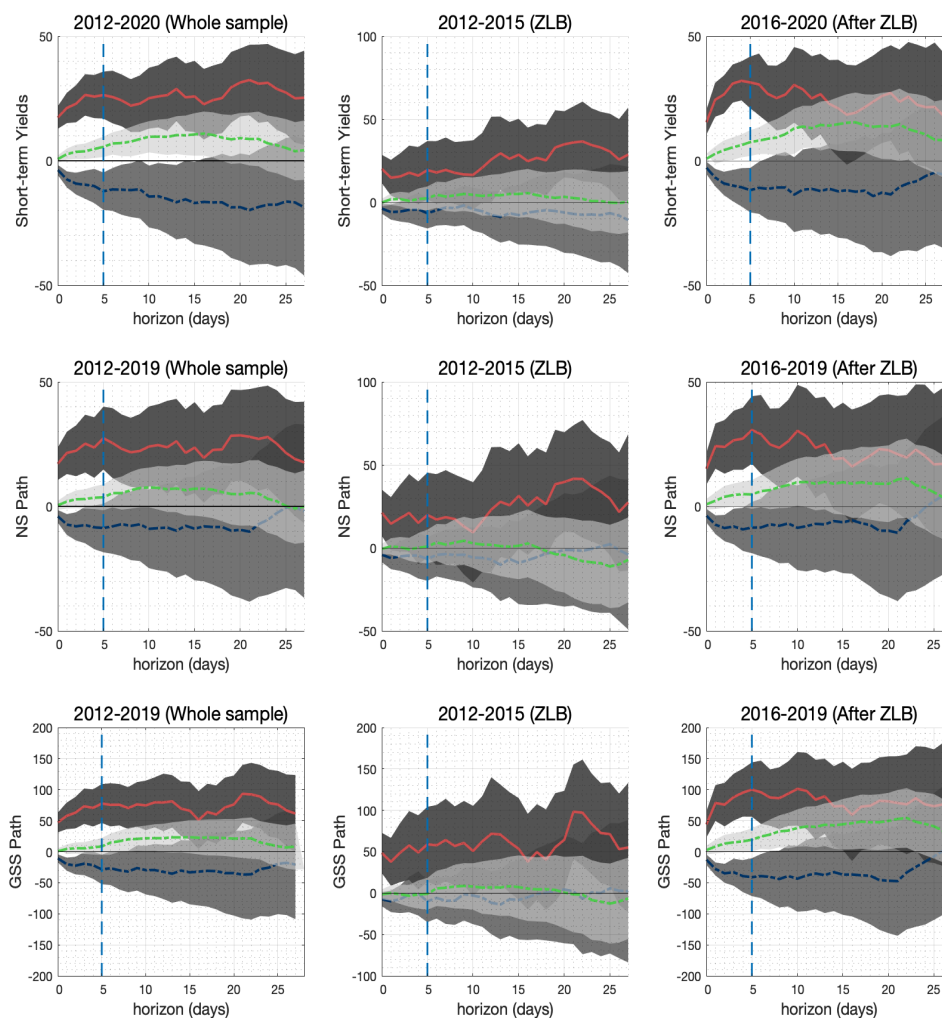 2012-2020 (Whole sample)
50
0
-50
Short-term Yields
0 5 10 15 20 25
horizon (days)
2012-2015 (ZLB)
100
50
0
-50
Short-term Yields
0 5 10 15 20 25
horizon (days)
2016-2020 (After ZLB)
50
0
-50
Short-term Yields
0 5 10 15 20 25
horizon (days)
2012-2019 (Whole sample)
50
0
-50
NS Path
0 5 10 15 20 25
horizon (days)
2012-2015 (ZLB)
100
50
0
-50
NS Path
0 5 10 15 20 25
horizon (days)
2016-2019 (After ZLB)
50
0
-50
NS Path
0 5 10 15 20 25
horizon (days)
2012-2019 (Whole sample)
200
150
100
50
0
-50
-100
-150
-200
GSS Path
0 5 10 15 20 25
horizon (days)
2012-2015 (ZLB)
200
150
100
50
0
-50
-100
GSS Path
0 5 10 15 20 25
horizon (days)
2016-2019 (After ZLB)
200
150
100
50
0
-50
-100
-150
-200
GSS Path
0 5 10 15 20 25
horizon (days)